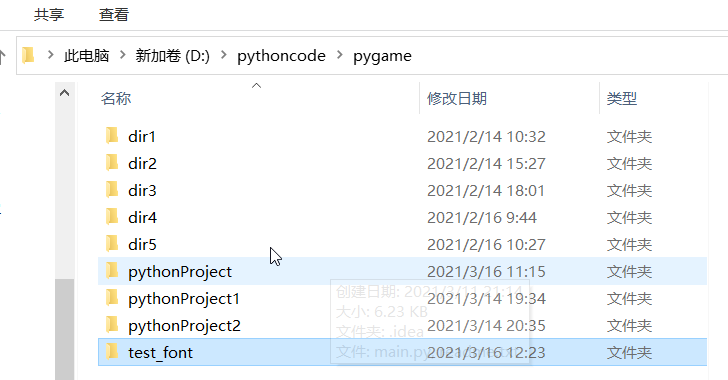 共享 查看
此电脑 新加卷 (D:) pythoncode pygame
名称 修改日期 类型
dir1 2021/2/14 10:32 文件夹
dir2 2021/2/14 15:27 文件夹
dir3 2021/2/14 18:01 文件夹
dir4 2021/2/16 9:44 文件夹
dir5 2021/2/16 10:27 文件夹
pythonProject 2021/3/16 11:15 文件夹
创建日期: 2021/3/11 21:14
pythonProject1 2021/3/14 19:34 文件夹
大小: 6.23 KB
pythonProject2 2021/3/14 20:35 文件夹
文件夹: .idea
test_font 2021/3/16 12:23 文件夹
文件: main.py